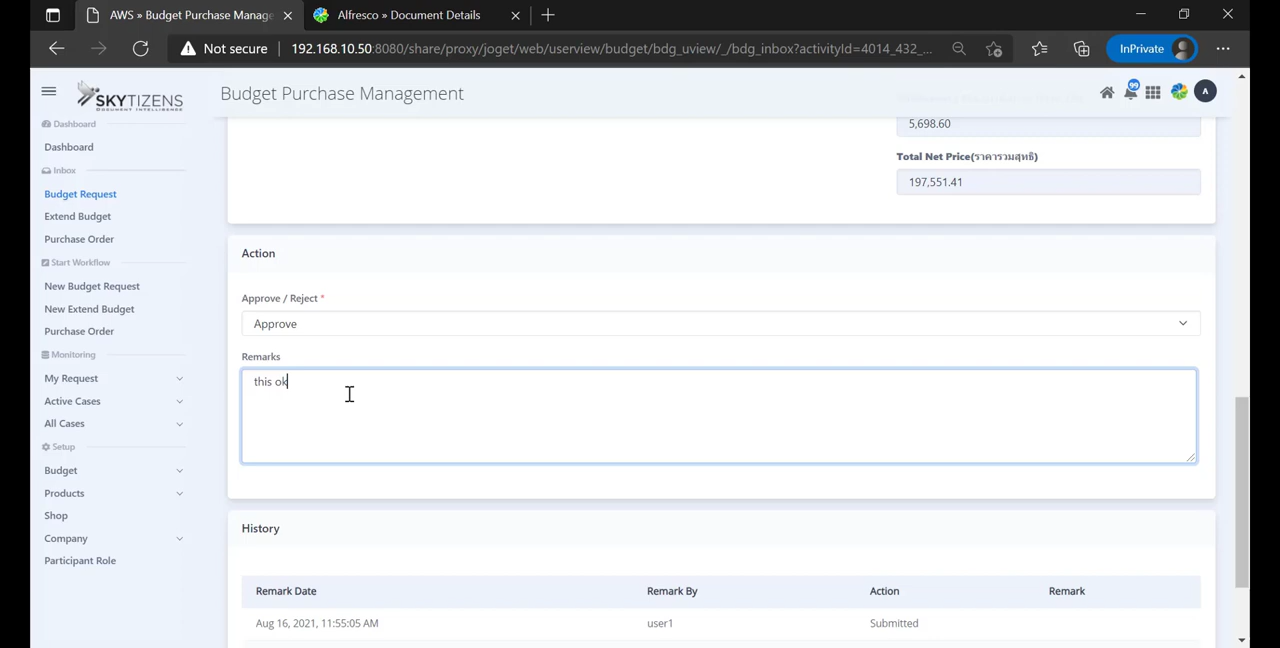 AWS » Budget Purchase Manage
Alfresco » Document Details
Not secure
192.168.10.50:8080/share/proxy/joget/web/userview/budget/bdg_uview/_/bdg_inbox?activityId=4014_432_...
InPrivate
SKYTIZENS
DOCUMENT INTELLIGENCE
Budget Purchase Management
99
A
Dashboard
Dashboard
Inbox
Budget Request
Extend Budget
Purchase Order
Start Workflow
New Budget Request
New Extend Budget
Purchase Order
Monitoring
My Request
Active Cases
All Cases
Setup
Budget
Products
Shop
Company
Participant Role
5,698.60
Total Net Price(ราคารวมสุทธิ)
197,551.41
Action
Approve / Reject *
Approve
Remarks
this ok
History
Remark Date Remark By Action Remark
Aug 16, 2021, 11:55:05 AM user1 Submitted